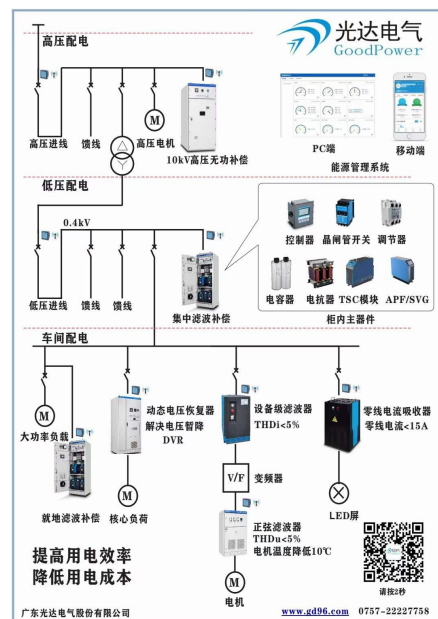 光达电气
GoodPower
高压配电
高压进线
馈线
M
高压电机
10kV高压无功补偿
PC端
移动端
能源管理系统
低压配电
0.4kV
低压进线
馈线
馈线
集中滤波补偿
控制器
晶闸管开关
调节器
电容器
电抗器
TSC模块
APF/SVG
柜内主器件
车间配电
M
大功率负载
就地滤波补偿
动态电压恢复器
解决电压暂降
DVR
M
核心负荷
设备级滤波器
THDi<5%
V/F
变频器
正弦滤波器
THDu<5%
电机温度降低10℃
M
电机
零线电流吸收器
零线电流<15A
LED屏
提高用电效率
降低用电成本
请按2秒
广东光达电气股份有限公司
www.gd96.com
0757-22227758